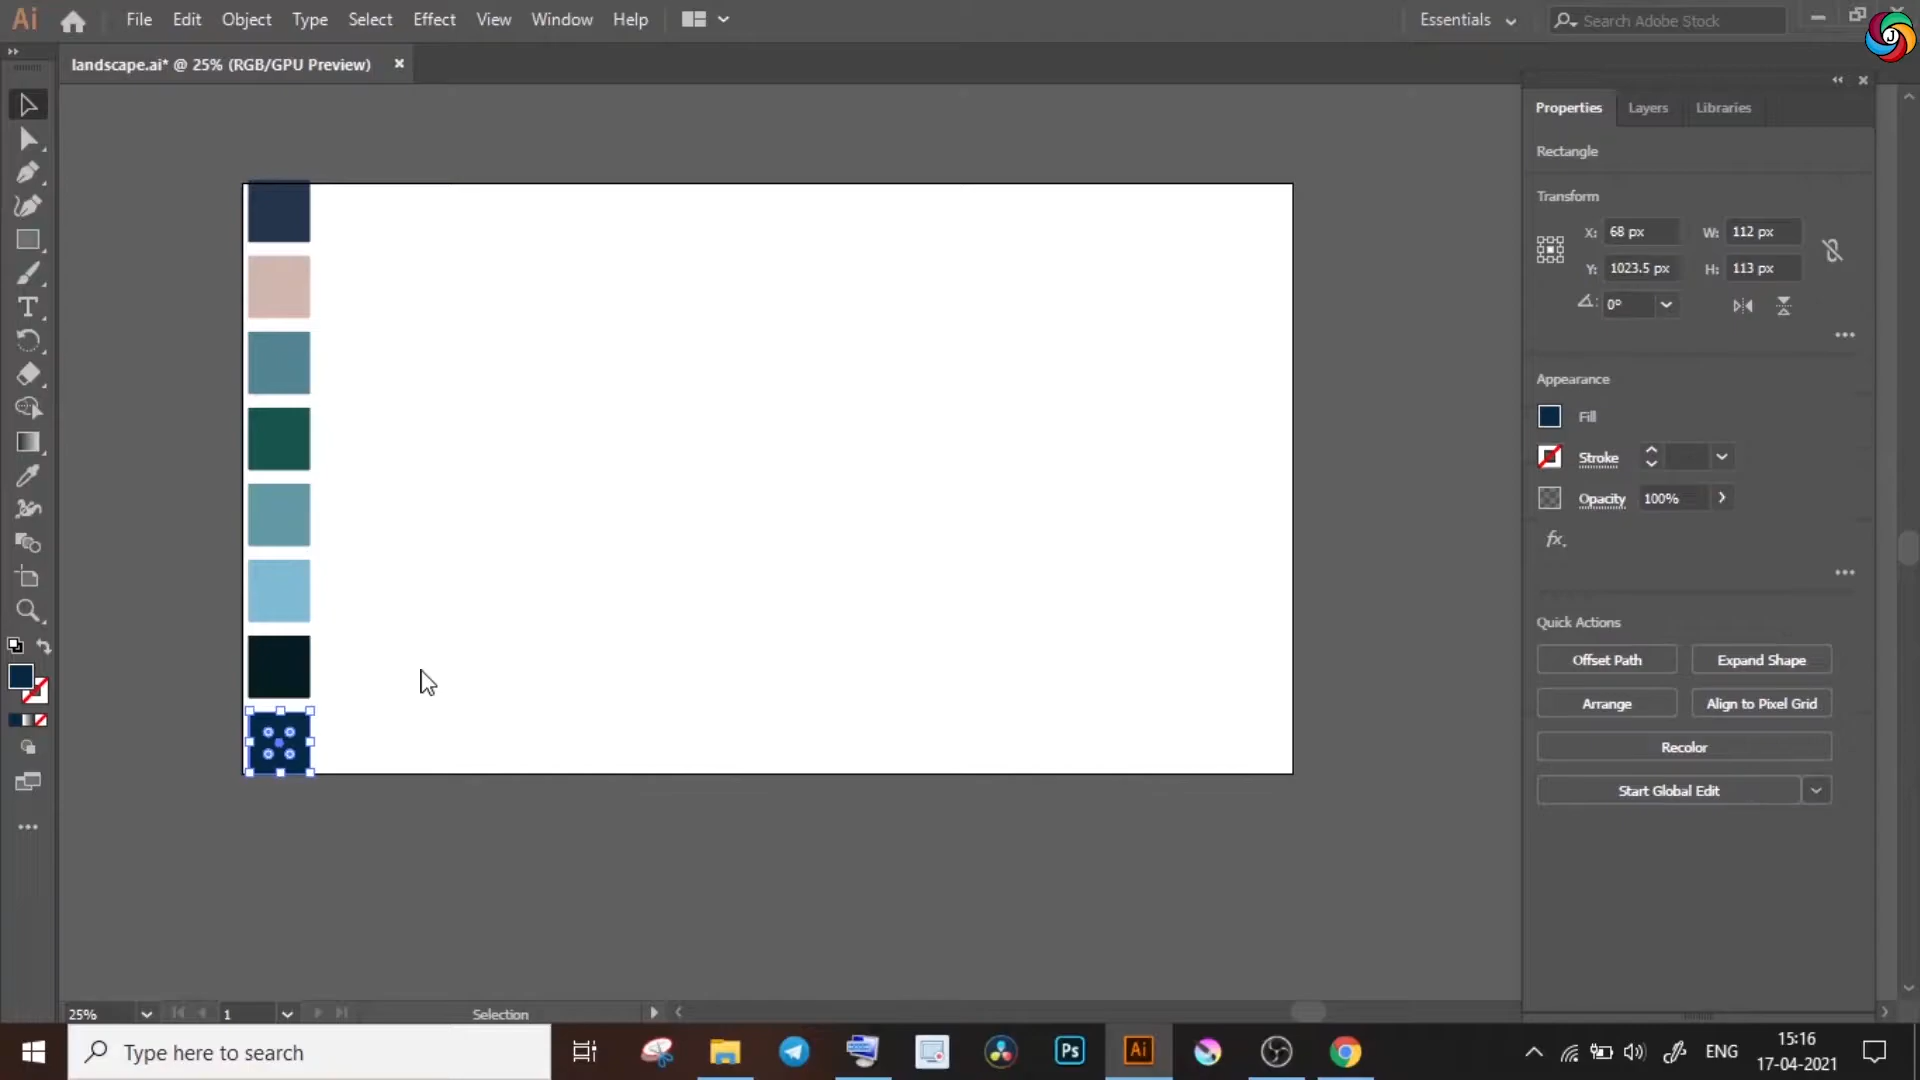 Ai File Edit Object Type Select Effect View Window Help Essentials Search Adobe Stock
J
landscape.ai* @ 25% (RGB/GPU Preview)
Properties Layers Libraries
Rectangle
Transform
X: 68 px W: 112 px
Y: 1023.5 px H: 113 px
0°
Appearance
Fill
Stroke
Opacity 100%
fx.
Quick Actions
Offset Path Expand Shape
Arrange Align to Pixel Grid
Recolor
Start Global Edit
25% 1 Selection
Type here to search Ps Ai ENG 15:16
17-04-2021